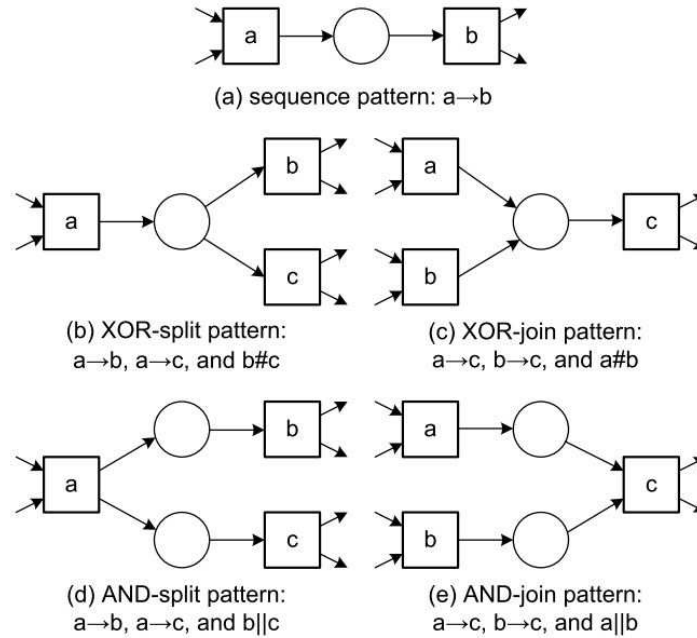 a b
(a) sequence pattern: a→b
b a
a c
c b
(b) XOR-split pattern: (c) XOR-join pattern:
a→b, a→c, and b#c a→c, b→c, and a#b
b a
a c
c b
(d) AND-split pattern: (e) AND-join pattern:
a→b, a→c, and b||c a→c, b→c, and a||b